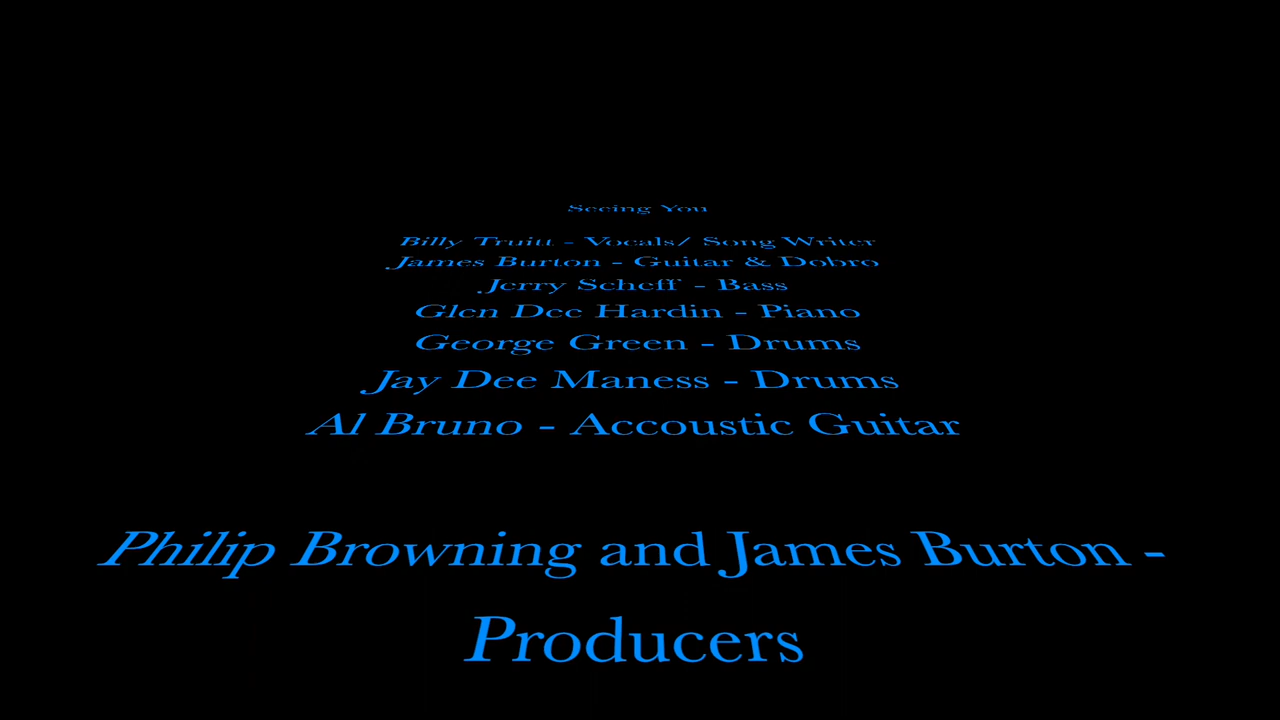 Seeing You
Billy Truitt - Vocals/ Song Writer
James Burton - Guitar & Dobro
Jerry Scheff - Bass
Glen Dee Hardin - Piano
George Green - Drums
Jay Dee Maness - Drums
Al Bruno - Accoustic Guitar
Philip Browning and James Burton -
Producers